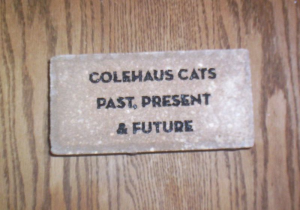 COLEHAUS CATS
PAST, PRESENT
& FUTURE